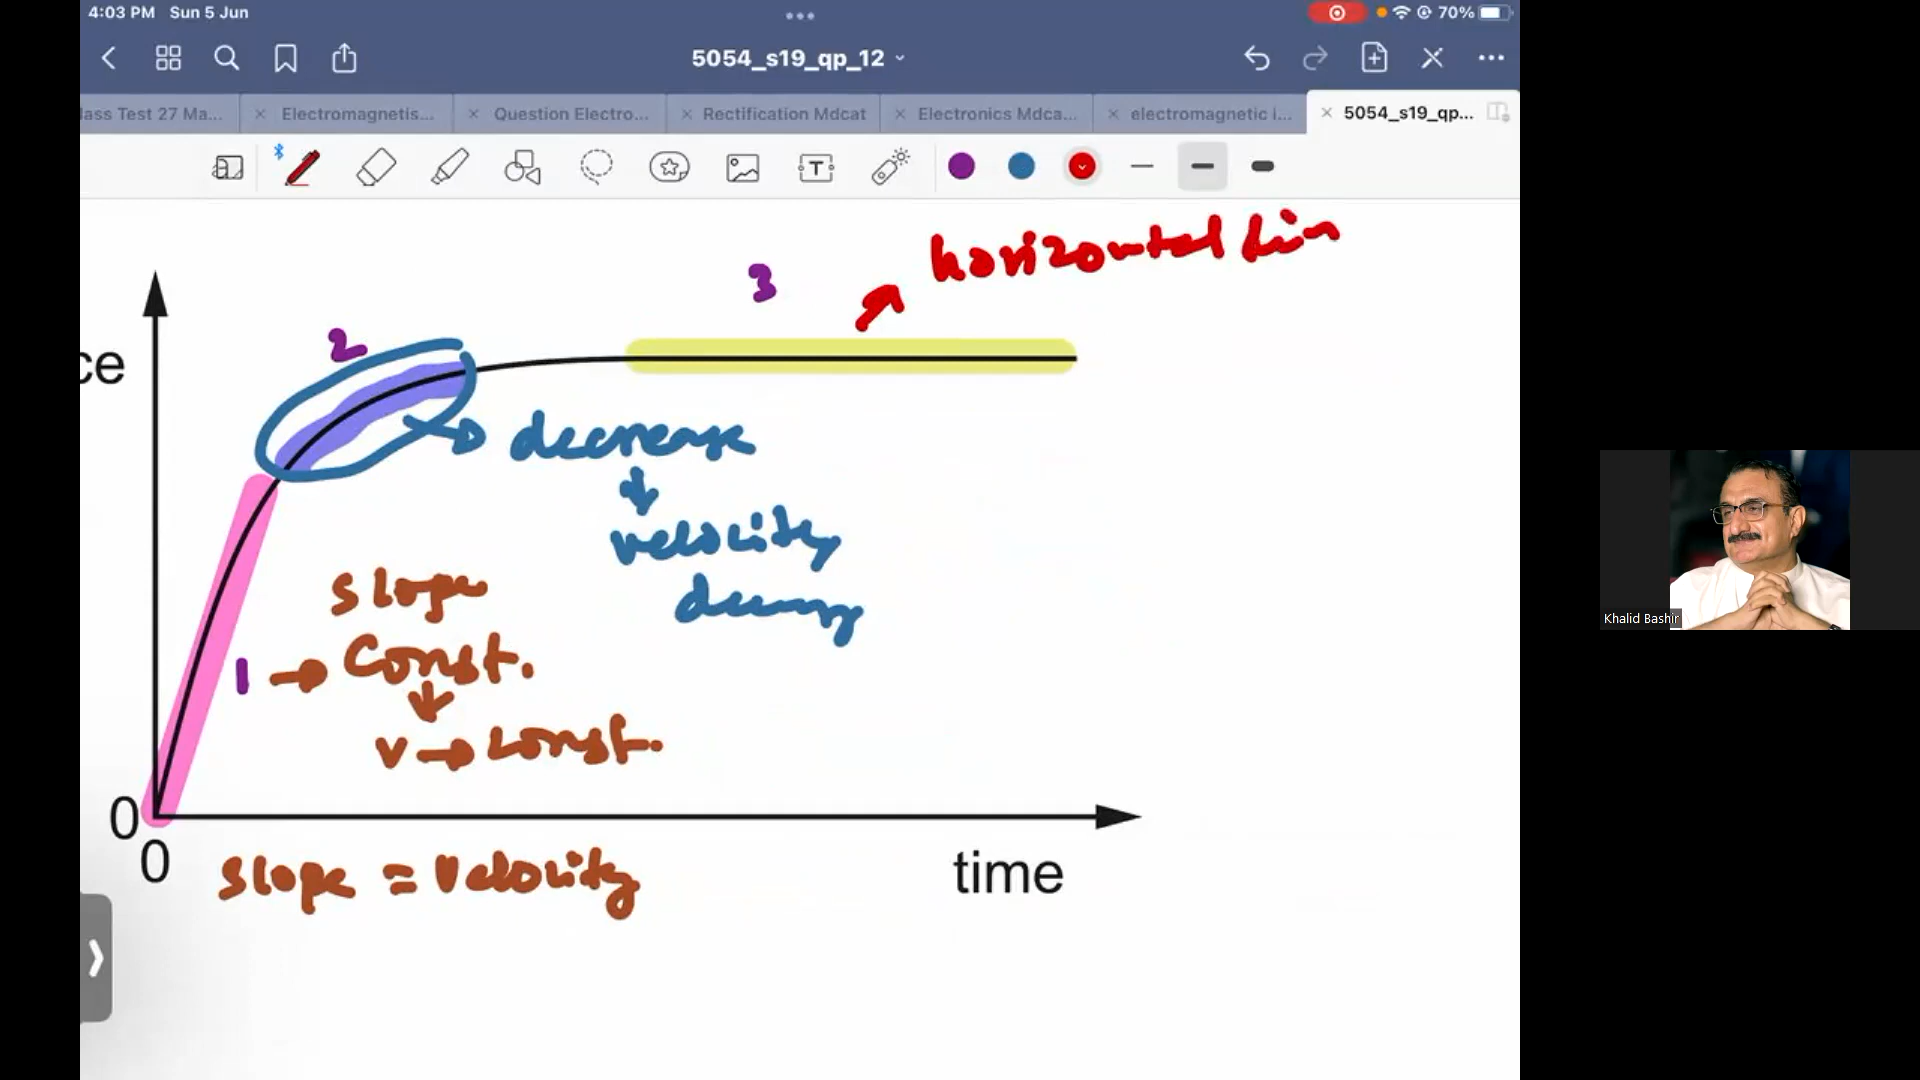 4:03 PM Sun 5 Jun
70%
5054_s19_qp_12
lass Test 27 Ma...
Electromagnetis...
Question Electro...
Rectification Mdcat
Electronics Mdca...
electromagnetic i...
5054_s19_qp...
T
3
horizontal
2
ce
decrease
velocity
slope
1 → Const.
v → const.
0
0
time
slope = velocity
Khalid Bashir